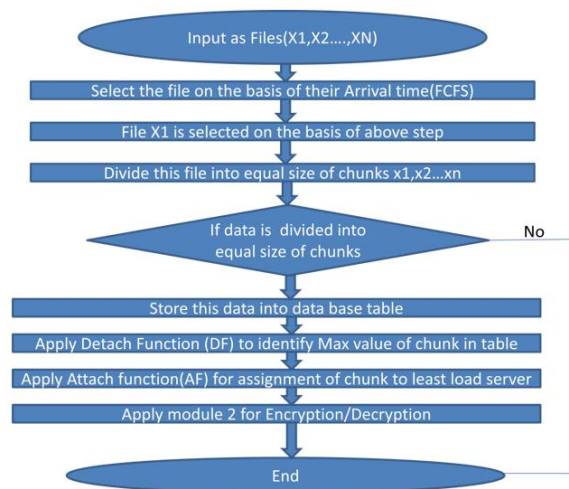 Input as Files(X1,X2....,XN)
Select the file on the basis of their Arrival time(FCFS)
File X1 is selected on the basis of above step
Divide this file into equal size of chunks x1,x2...xn
If data is divided into
equal size of chunks
No
Store this data into data base table
Apply Detach Function (DF) to identify Max value of chunk in table
Apply Attach function(AF) for assignment of chunk to least load server
Apply module 2 for Encryption/Decryption
End